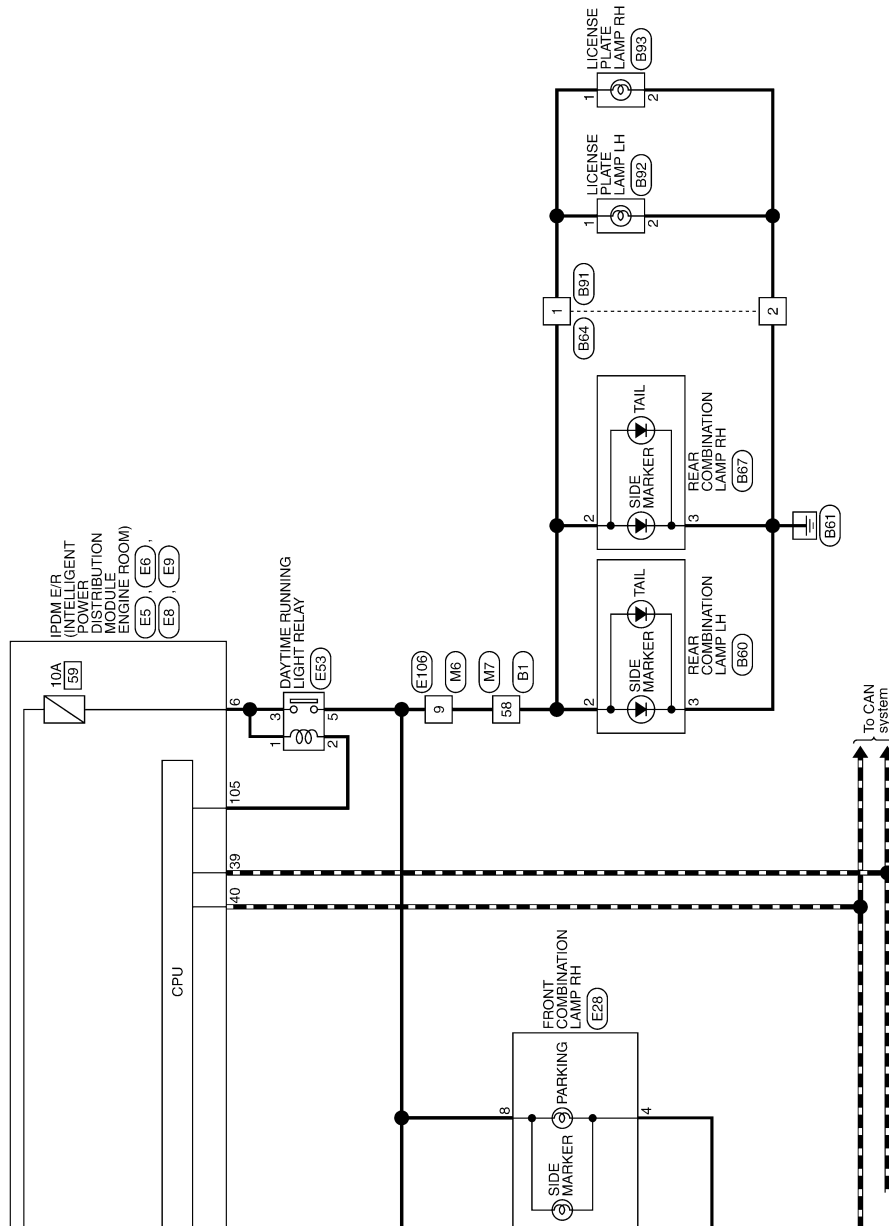 LICENSE
PLATE
LAMP RH
B93
1
2
LICENSE
PLATE
LAMP LH
B92
1
2
1
B91
B64
2
TAIL
SIDE
MARKER
2
3
REAR
COMBINATION
LAMP RH
B67
B61
TAIL
SIDE
MARKER
2
3
REAR
COMBINATION
LAMP LH
B60
IPDM E/R
(INTELLIGENT
POWER
DISTRIBUTION
MODULE
ENGINE ROOM)
E5 , E6 ,
E8 , E9
10A
59
6
DAYTIME RUNNING
LIGHT RELAY
E53
3
5
1
2
E106
M6
9
M7
B1
58
105
39
40
CPU
To CAN
system
FRONT
COMBINATION
LAMP RH
E28
8
PARKING
4
SIDE
MARKER